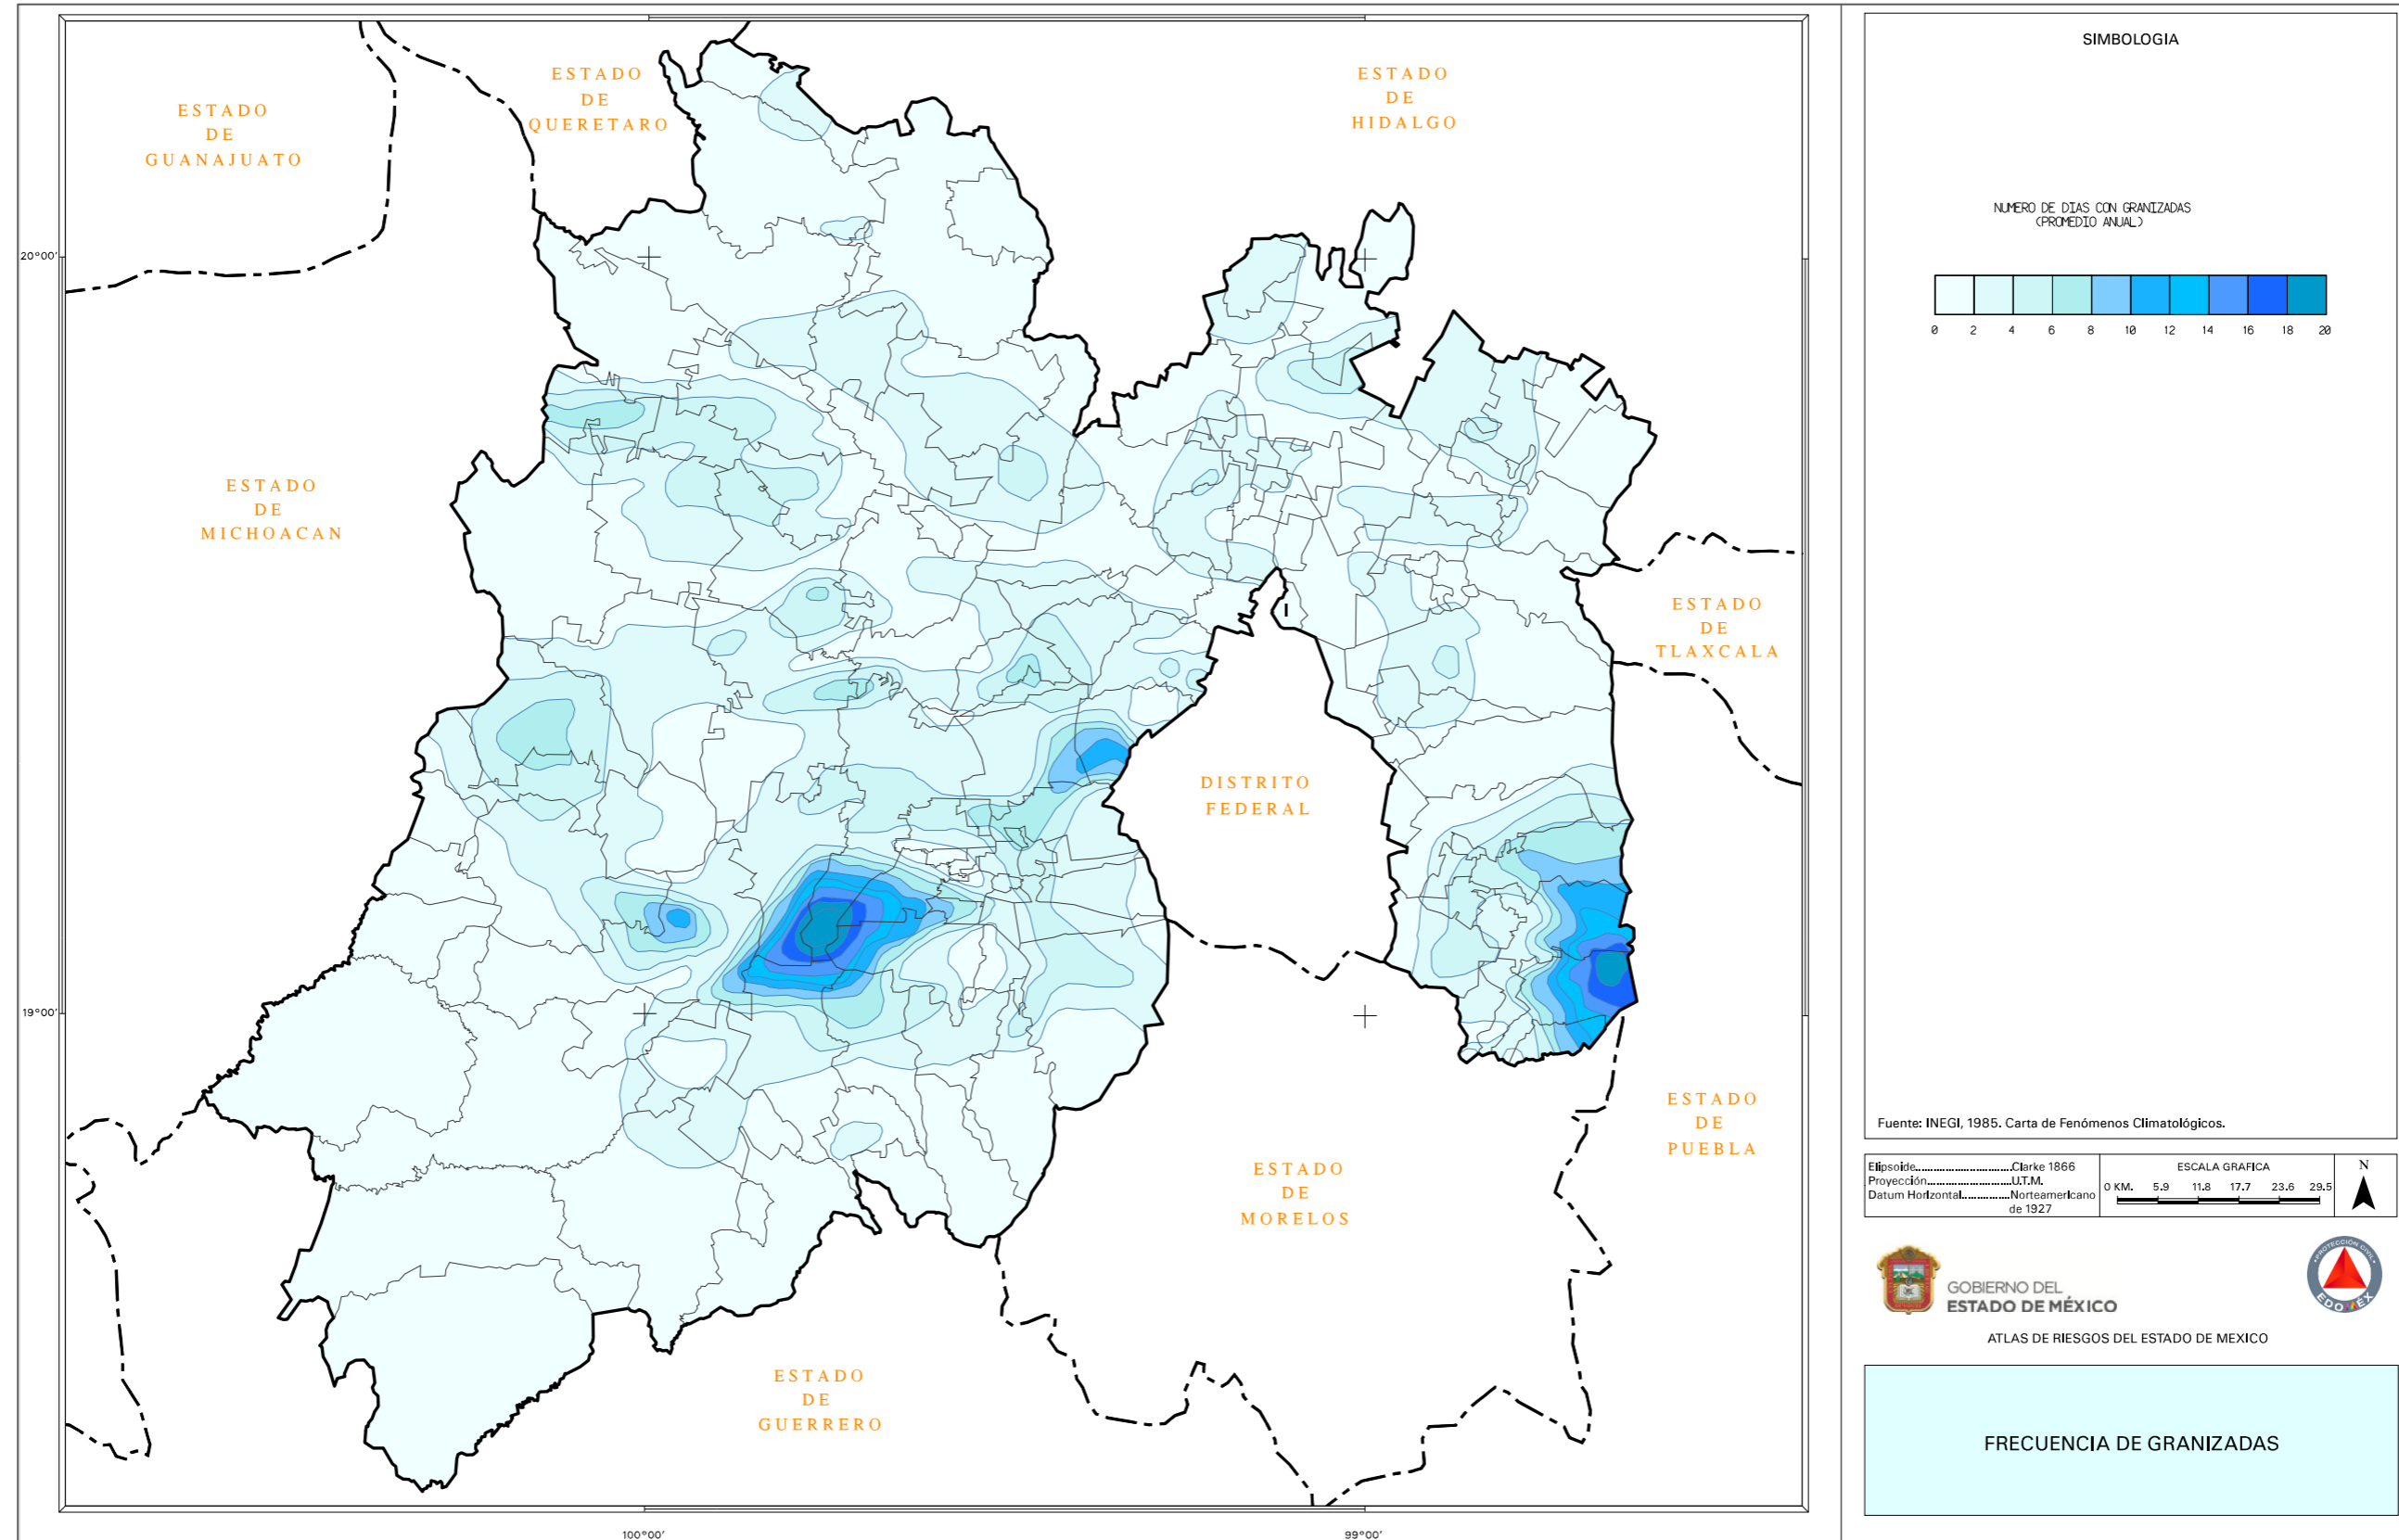 ESTADO
DE
GUANAJUATO
ESTADO
DE
QUERETARO
ESTADO
DE
HIDALGO
20°00'
ESTADO
DE
MICHOACAN
ESTADO
DE
TLAXCALA
DISTRITO
FEDERAL
19°00'
ESTADO
DE
PUEBLA
ESTADO
DE
MORELOS
ESTADO
DE
GUERRERO
100°00'
99°00'
SIMBOLOGIA
NUMERO DE DIAS CON GRANIZADAS
(PROMEDIO ANUAL)
0 2 4 6 8 10 12 14 16 18 20
Fuente: INEGI, 1985. Carta de Fenómenos Climatológicos.
Elipsoide..............................Clarke 1866
Proyección...........................U.T.M.
Datum Horizontal...............Norteamericano
de 1927
ESCALA GRAFICA
0 KM. 5.9 11.8 17.7 23.6 29.5
N
GOBIERNO DEL
ESTADO DE MÉXICO
PROTECCIÓN CIVIL
EDOMÉX
ATLAS DE RIESGOS DEL ESTADO DE MEXICO
FRECUENCIA DE GRANIZADAS